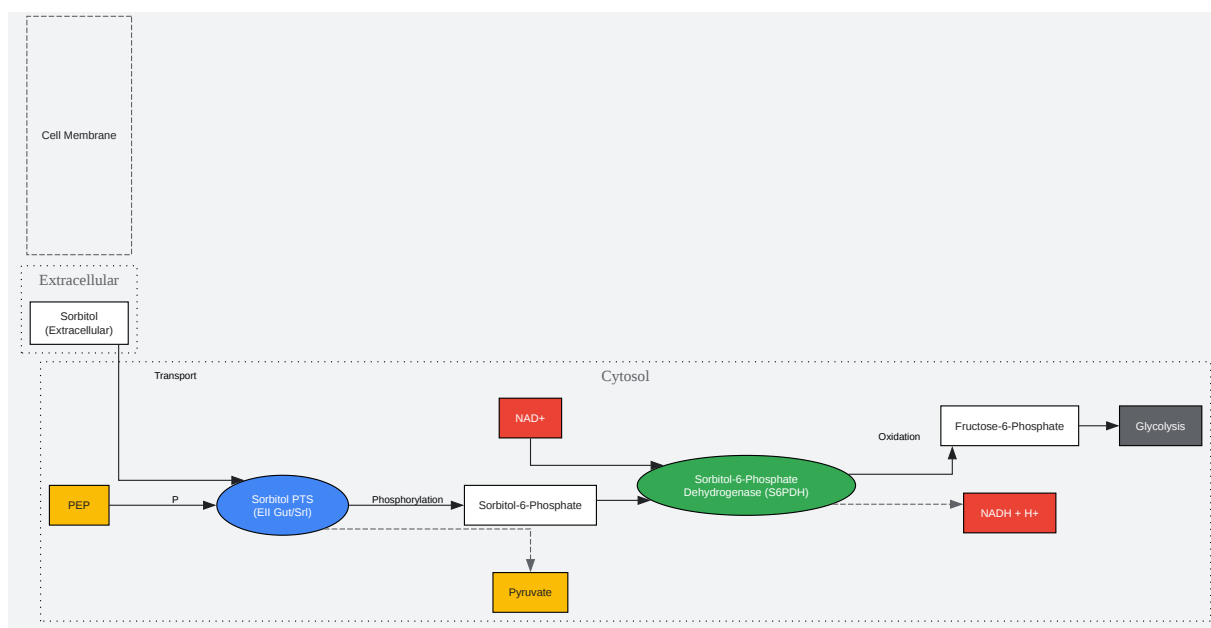 Cell Membrane
Extracellular
Sorbitol
(Extracellular)
Transport
Cytosol
NAD+
Fructose-6-Phosphate
Glycolysis
Oxidation
PEP
P
Sorbitol PTS
(EII Gut/Srl)
Phosphorylation
Sorbitol-6-Phosphate
Sorbitol-6-Phosphate
Dehydrogenase (S6PDH)
NADH + H+
Pyruvate